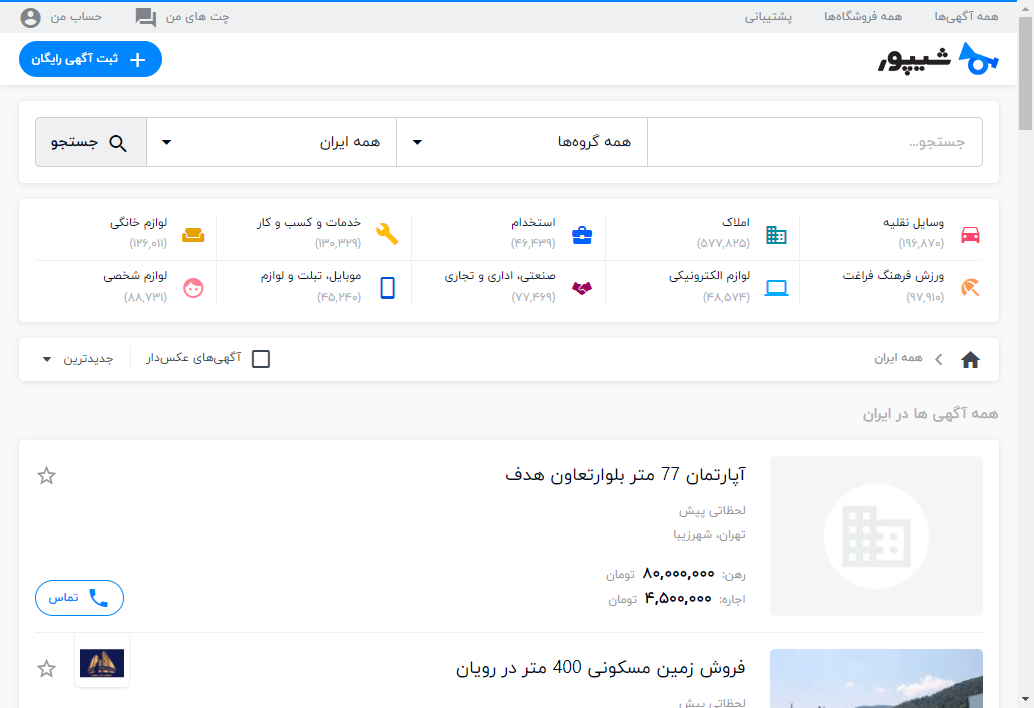 همه آگهی‌ها
همه فروشگاه‌ها
پشتیبانی
چت های من
حساب من
شیپور
ثبت آگهی رایگان
جستجو...
همه گروه‌ها
همه ایران
جستجو
وسایل نقلیه
(۱۹۶,۸۷۰)
املاک
(۵۷۷,۸۲۵)
استخدام
(۴۶,۴۳۹)
خدمات و کسب و کار
(۱۳۰,۳۲۹)
لوازم خانگی
(۱۲۶,۰۱۱)
ورزش فرهنگ فراغت
(۹۷,۹۱۰)
لوازم الکترونیکی
(۴۸,۵۷۴)
صنعتی، اداری و تجاری
(۷۷,۴۶۹)
موبایل، تبلت و لوازم
(۴۵,۲۴۰)
لوازم شخصی
(۸۸,۷۳۱)
همه ایران
آگهی‌های عکس‌دار
جدیدترین
همه آگهی ها در ایران
آپارتمان 77 متر بلوارتعاون هدف
لحظاتی پیش
تهران، شهرزیبا
رهن: ۸۰,۰۰۰,۰۰۰ تومان
اجاره: ۴,۵۰۰,۰۰۰ تومان
تماس
فروش زمین مسکونی 400 متر در رویان
لحظاتی پیش